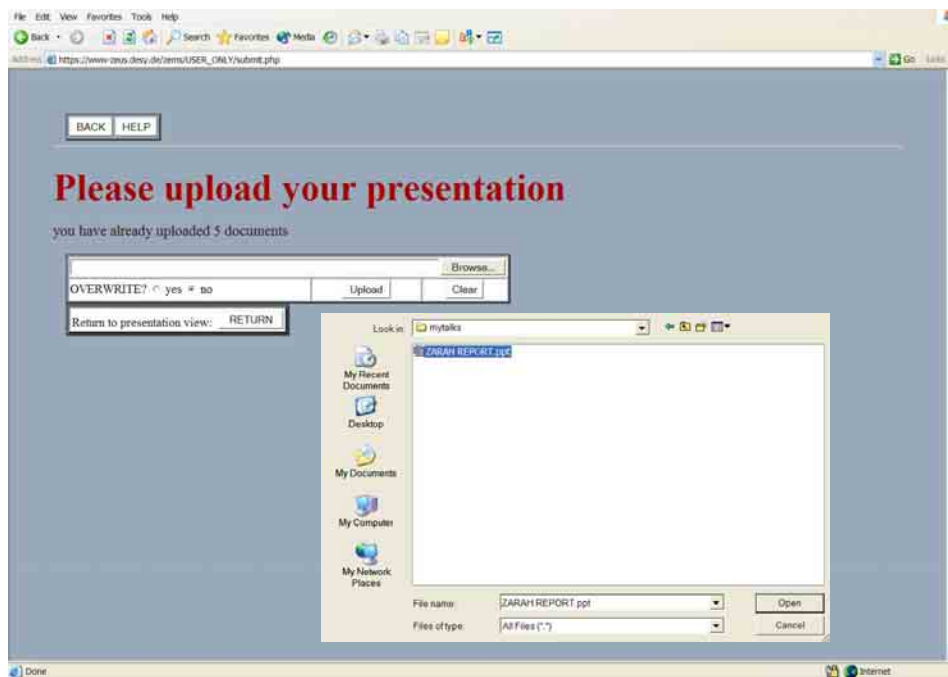 File Edit View Favorites Tools Help
Back Search Favorites Media
Address https://www-zeus.desy.de/zems/USER_ONLY/submit.php Go Links
BACK HELP
Please upload your presentation
you have already uploaded 5 documents
Browse...
OVERWRITE? yes no Upload Clear
Return to presentation view: RETURN
Look in: mytalks
ZARAH REPORT.ppt
My Recent
Documents
Desktop
My Documents
My Computer
My Network
Places
File name: ZARAH REPORT.ppt Open
Files of type: All Files (*.*) Cancel
Done Internet